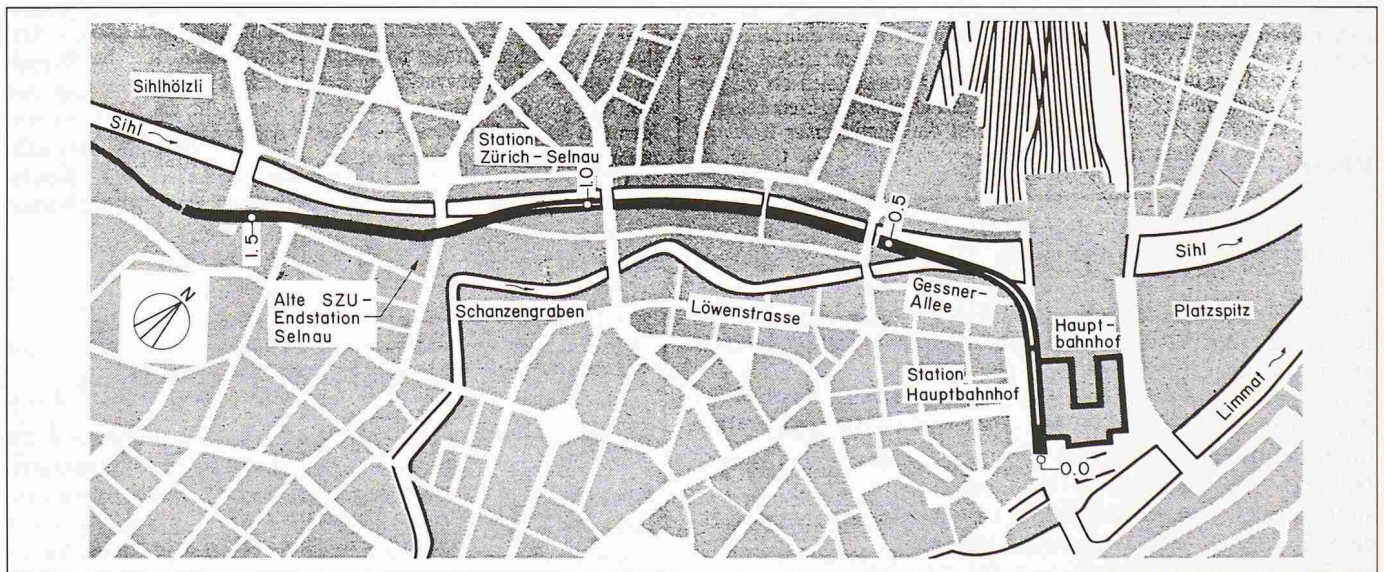 Sihlhölzli
Sihl
Station
Zürich-Selnau
1.0
0.5
1.5
Sihl
N
Alte SZU-
Endstation
Selnau
Schanzengraben
Löwenstrasse
Gessner-
Allee
Haupt-
bahnhof
Platzspitz
Station
Hauptbahnhof
Limmat
0.0